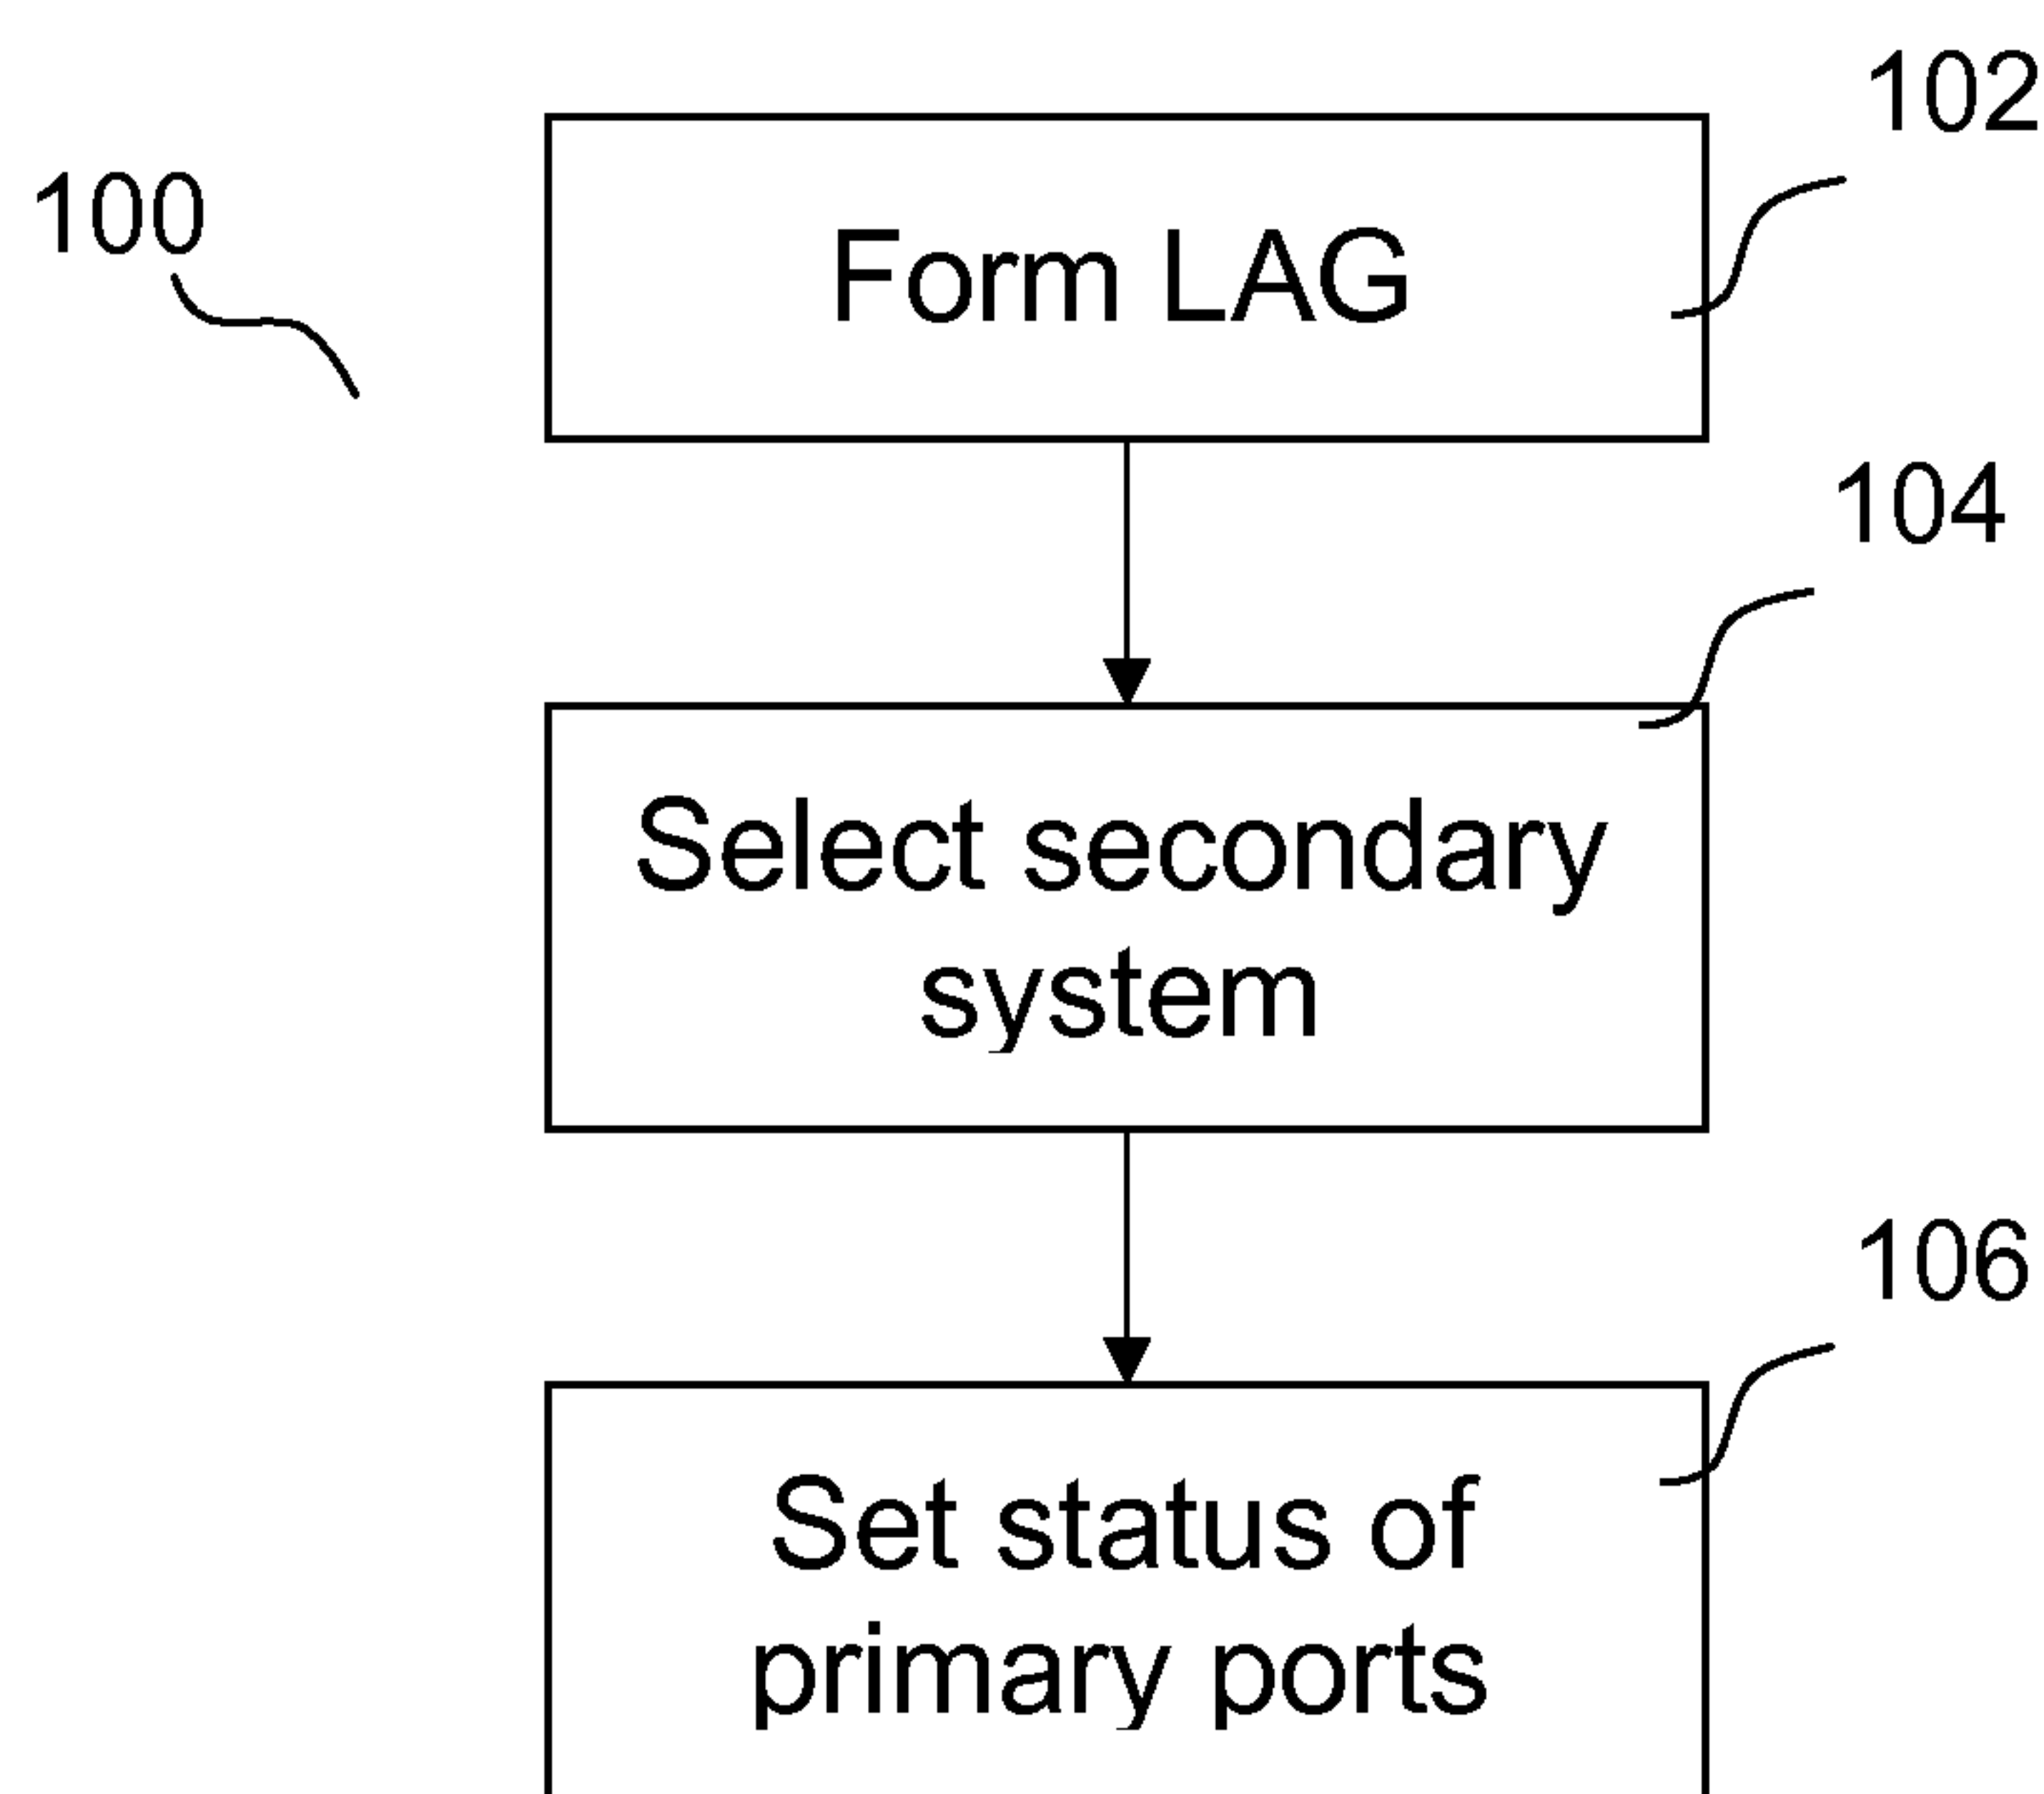 102
100
Form LAG
104
Select secondary
system
106
Set status of
primary ports